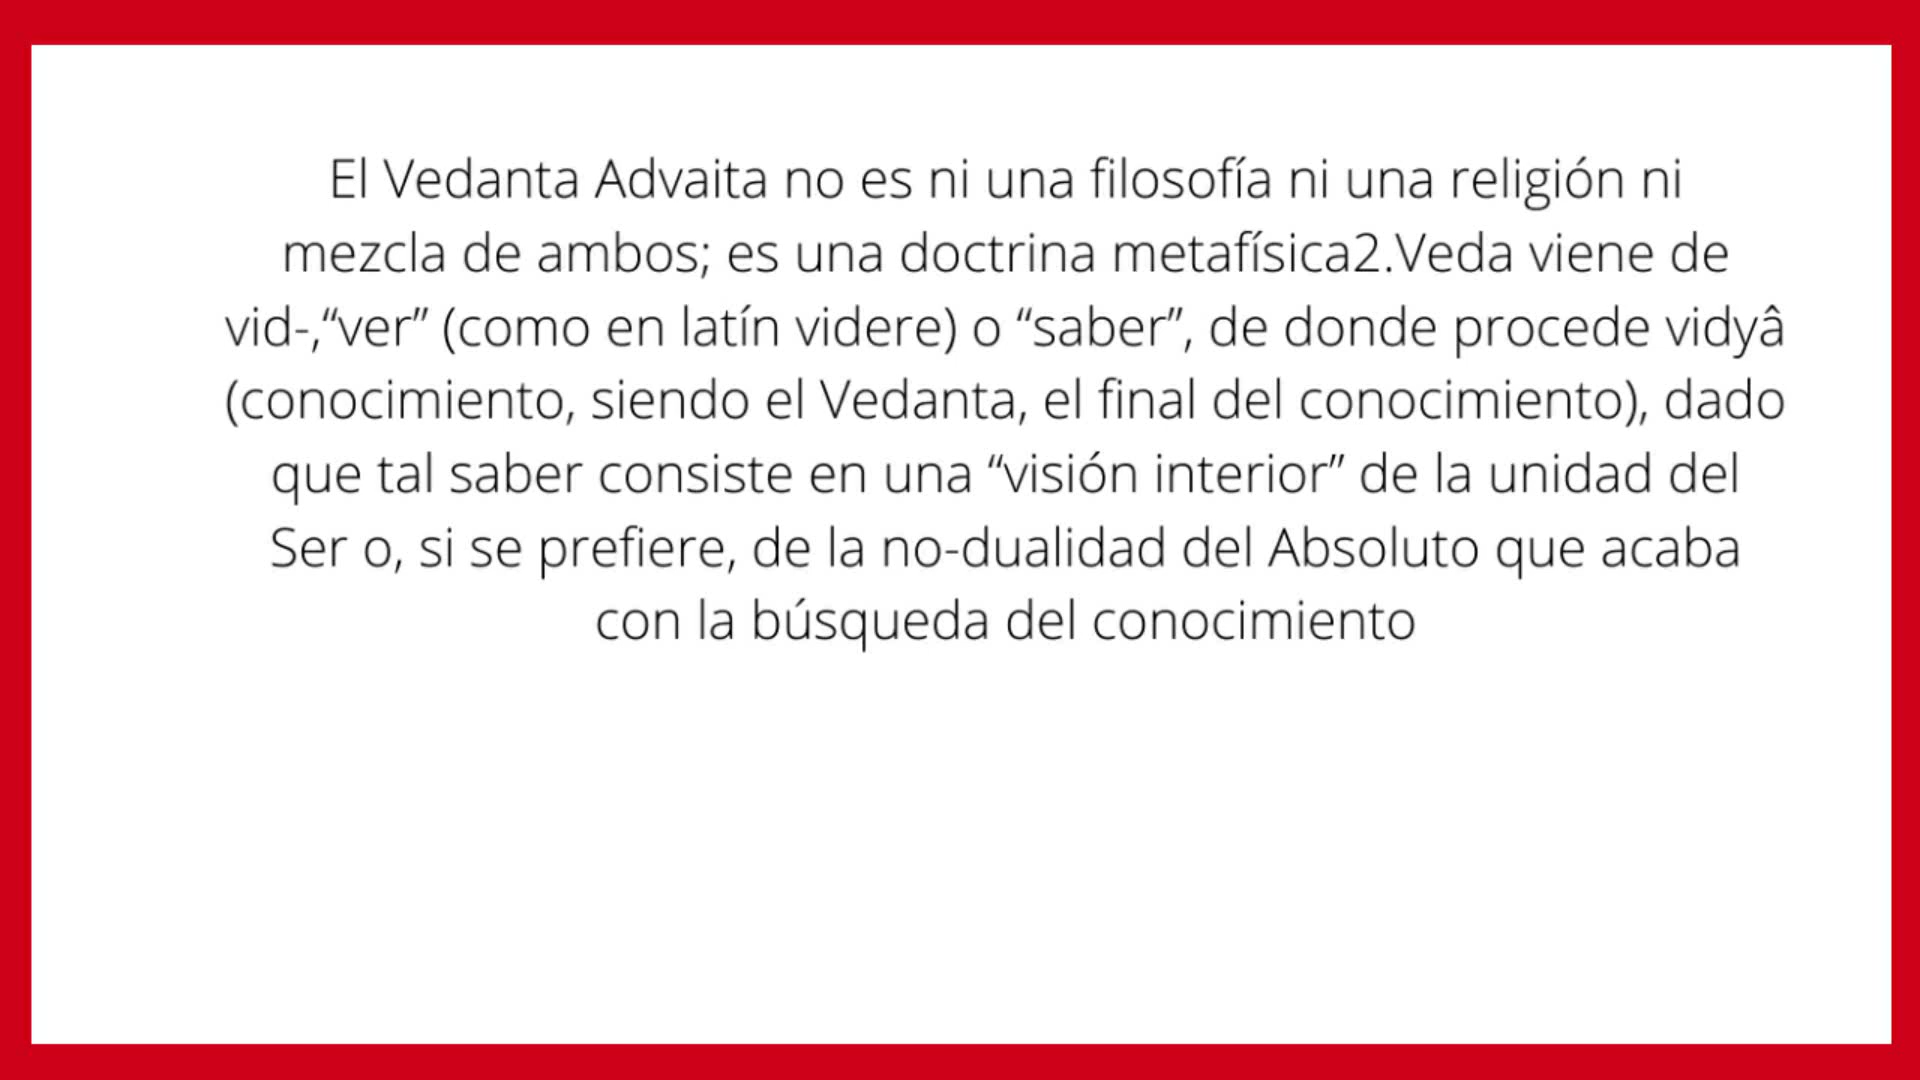 El Vedanta Advaita no es ni una filosofía ni una religión ni
mezcla de ambos; es una doctrina metafísica2.Veda viene de
vid-,“ver” (como en latín videre) o “saber”, de donde procede vidyâ
(conocimiento, siendo el Vedanta, el final del conocimiento), dado
que tal saber consiste en una “visión interior” de la unidad del
Ser o, si se prefiere, de la no-dualidad del Absoluto que acaba
con la búsqueda del conocimiento